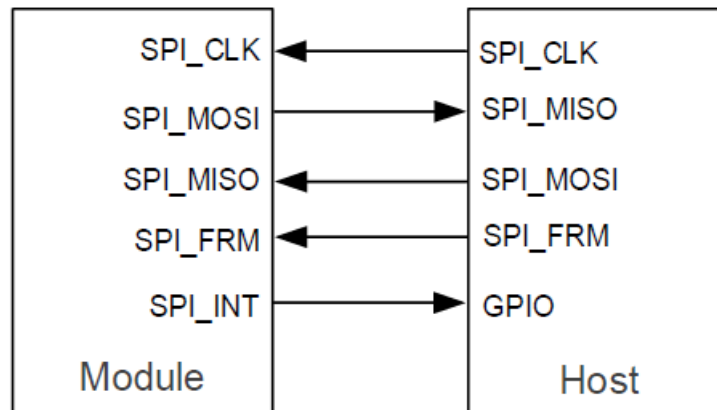 SPI_CLK SPI_CLK
SPI_MOSI SPI_MISO
SPI_MISO SPI_MOSI
SPI_FRM SPI_FRM
SPI_INT GPIO
Module Host